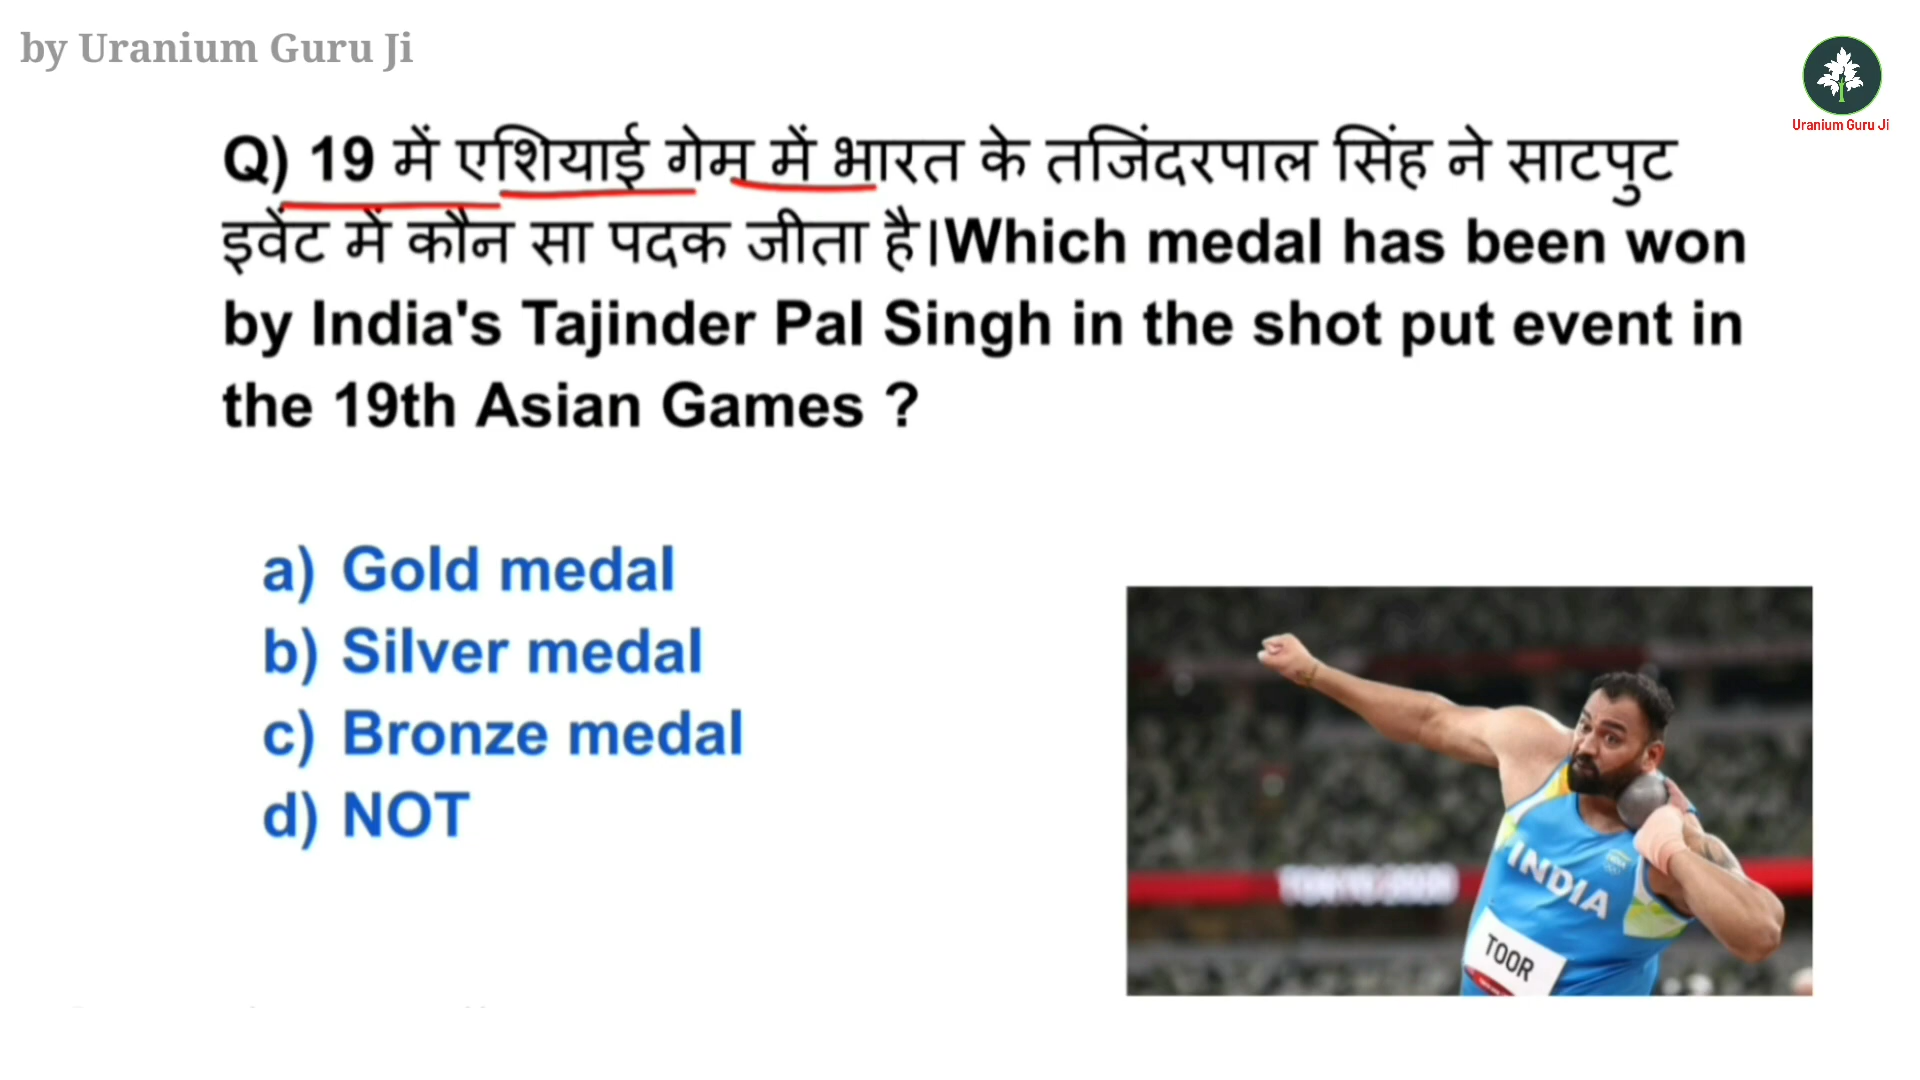 by Uranium Guru Ji
Uranium Guru Ji
Q) 19 में एशियाई गेम में भारत के तजिंदरपाल सिंह ने साटपुट
इवेंट में कौन सा पदक जीता है।Which medal has been won
by India's Tajinder Pal Singh in the shot put event in
the 19th Asian Games ?
a) Gold medal
b) Silver medal
c) Bronze medal
d) NOT
INDIA
TOOR